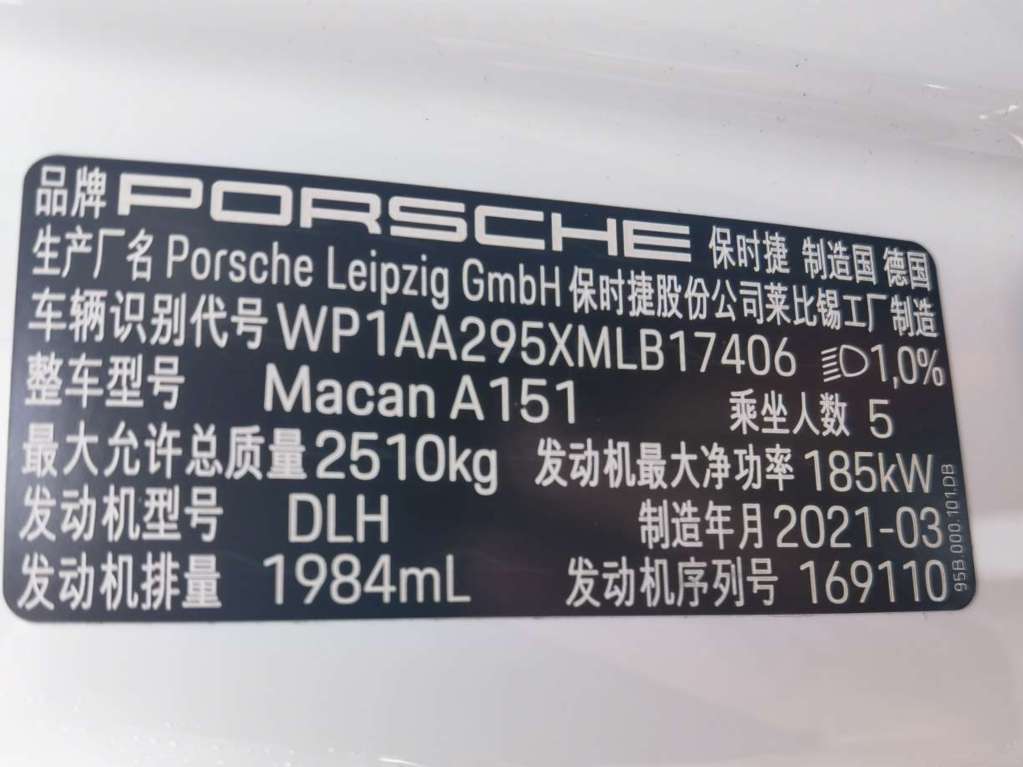 品牌 PORSCHE 保时捷 制造国 德国
生产厂名 Porsche Leipzig GmbH 保时捷股份公司莱比锡工厂制造
车辆识别代号 WP1AA295XMLB17406 1,0%
整车型号 Macan A151 乘坐人数 5
最大允许总质量 2510kg 发动机最大净功率 185kW
发动机型号 DLH 制造年月 2021-03
发动机排量 1984mL 发动机序列号 169110
95B.000.101.DB